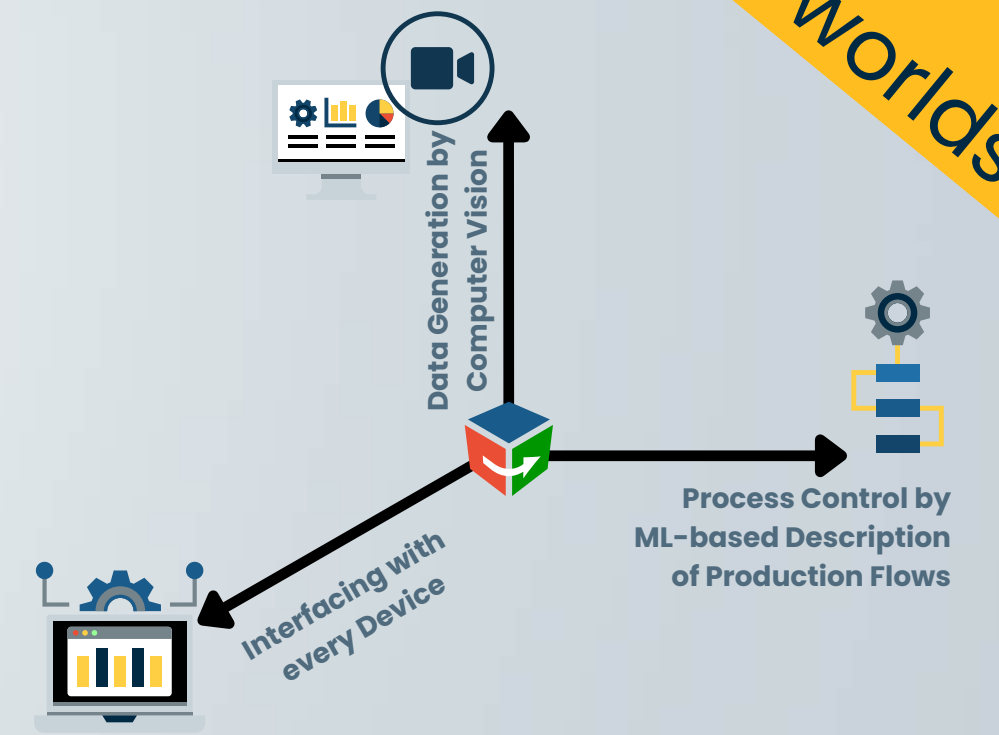 worlds
Data Generation by
Computer Vision
Process Control by
ML-based Description
of Production Flows
Interfacing with
every Device